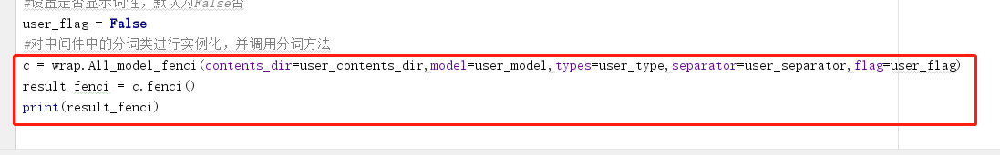 #设置是否显示词性，默认为False否
user_flag = False
#对中间件中的分词类进行实例化，并调用分词方法
c = wrap.All_model_fenci(contents_dir=user_contents_dir,model=user_model,types=user_type,separator=user_separator,flag=user_flag)
result_fenci = c.fenci()
print(result_fenci)